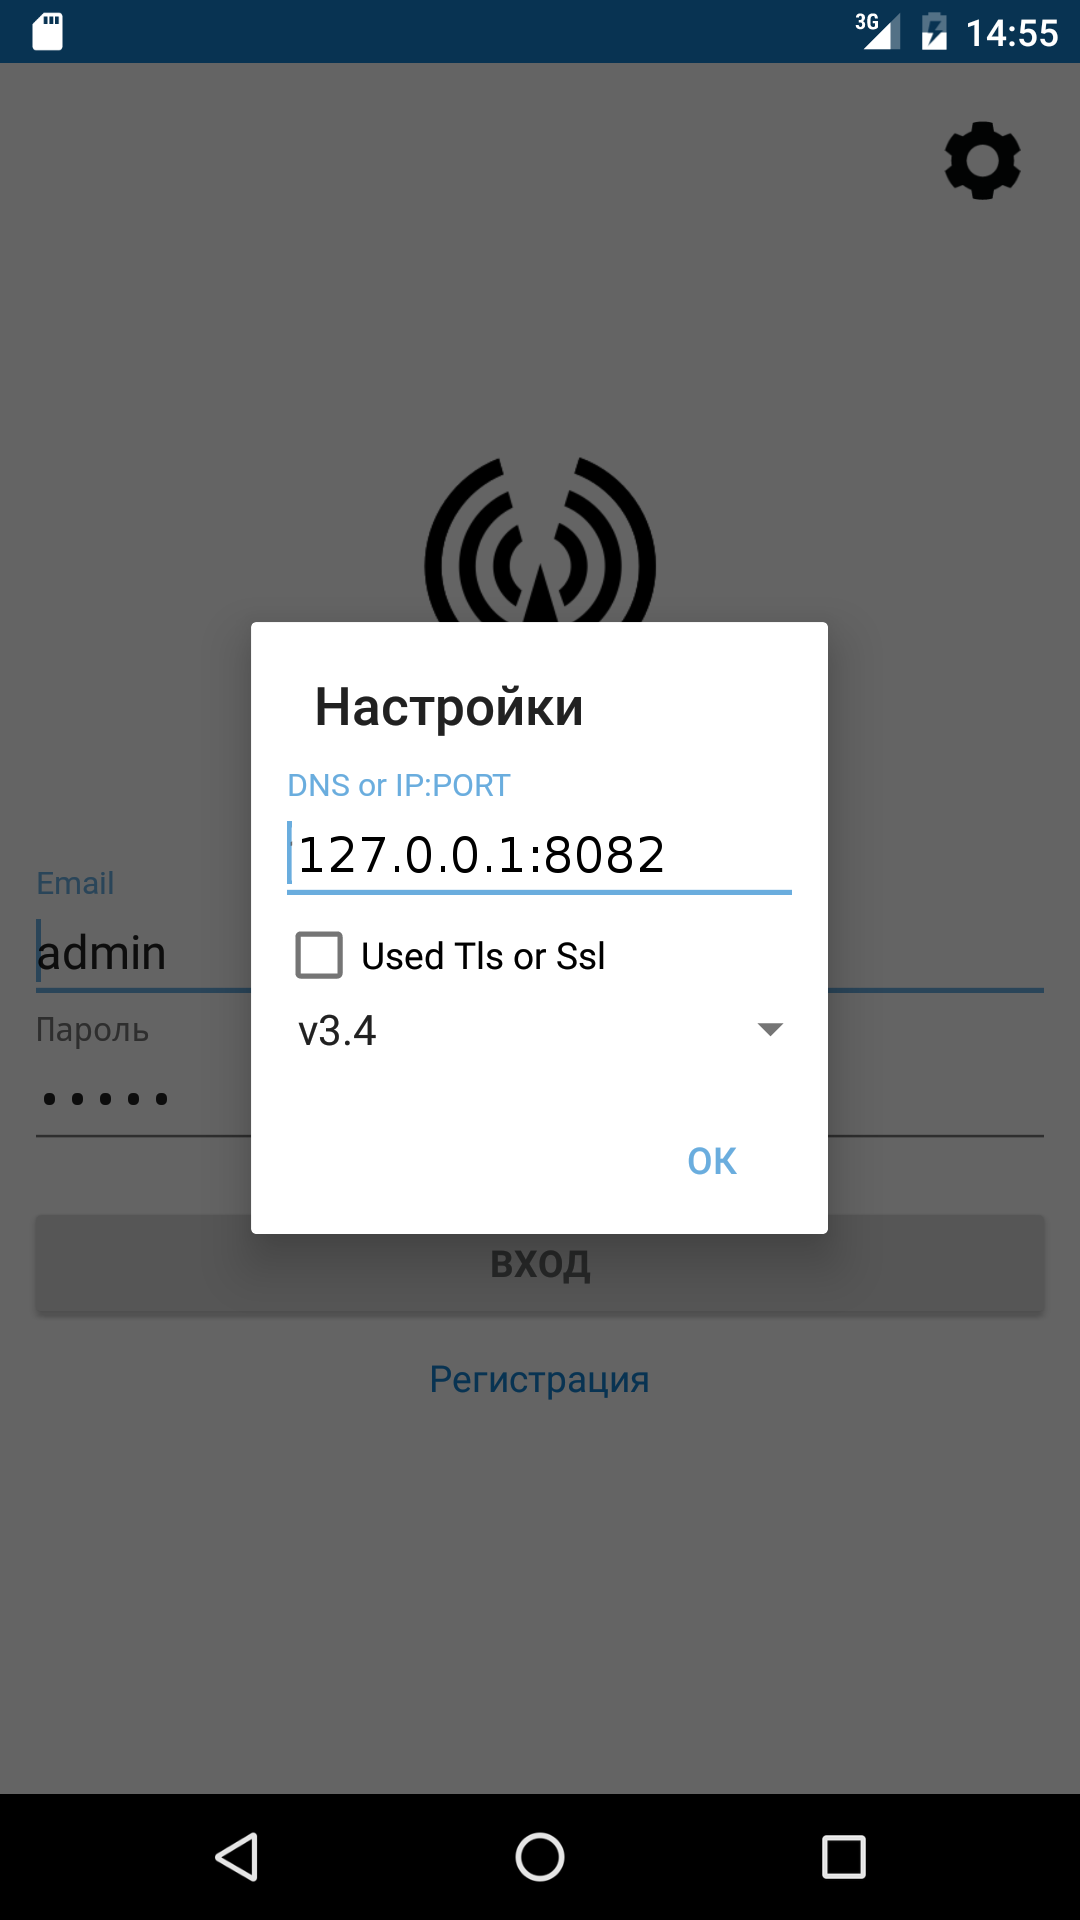 3G 14:55
Настройки
DNS or IP:PORT
127.0.0.1:8082
Email
admin
Used Tls or Ssl
Пароль
v3.4
•••••
ОК
ВХОД
Регистрация